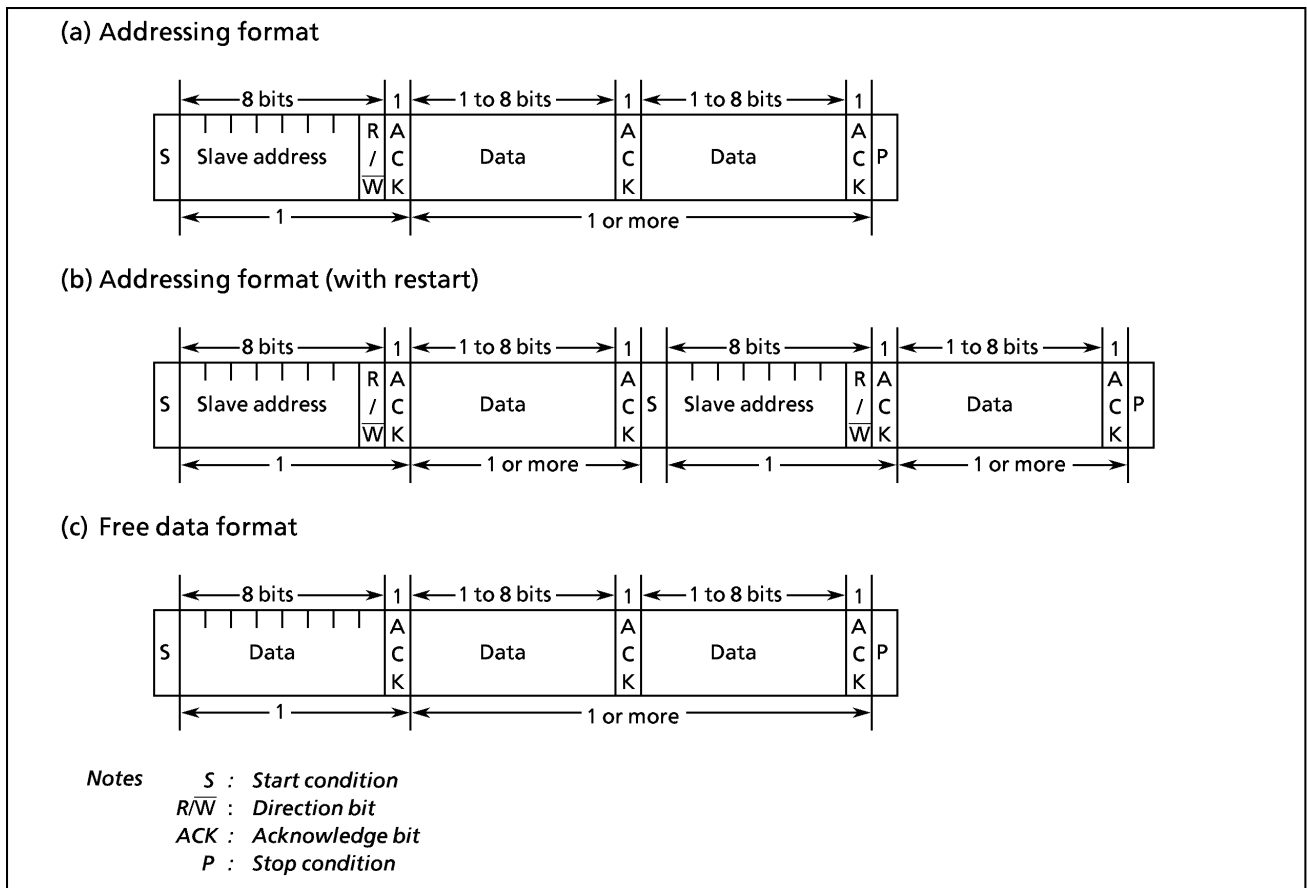 (a) Addressing format
8 bits 1 1 to 8 bits 1 1 to 8 bits 1
S Slave address R/W̅ ACK Data ACK Data ACK P
1 1 or more
(b) Addressing format (with restart)
8 bits 1 1 to 8 bits 1 8 bits 1 1 to 8 bits 1
S Slave address R/W̅ ACK Data ACK S Slave address R/W̅ ACK Data ACK P
1 1 or more 1 1 or more
(c) Free data format
8 bits 1 1 to 8 bits 1 1 to 8 bits 1
S Data ACK Data ACK Data ACK P
1 1 or more
Notes S : Start condition
R/W̅ : Direction bit
ACK : Acknowledge bit
P : Stop condition